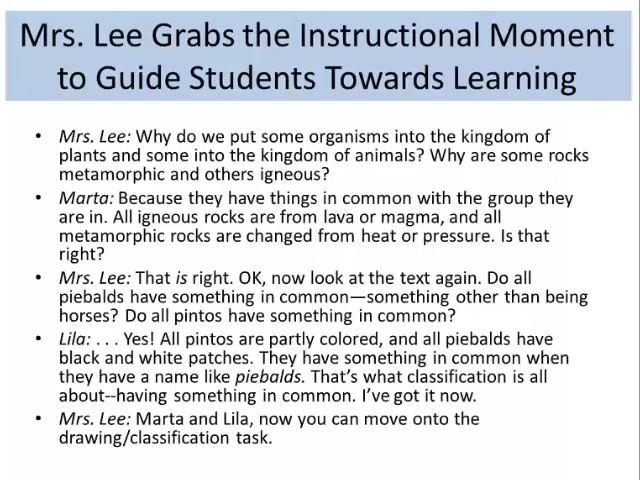 Mrs. Lee Grabs the Instructional Moment
to Guide Students Towards Learning
• Mrs. Lee: Why do we put some organisms into the kingdom of
plants and some into the kingdom of animals? Why are some rocks
metamorphic and others igneous?
• Marta: Because they have things in common with the group they
are in. All igneous rocks are from lava or magma, and all
metamorphic rocks are changed from heat or pressure. Is that
right?
• Mrs. Lee: That is right. OK, now look at the text again. Do all
piebalds have something in common—something other than being
horses? Do all pintos have something in common?
• Lila: . . . Yes! All pintos are partly colored, and all piebalds have
black and white patches. They have something in common when
they have a name like piebalds. That’s what classification is all
about--having something in common. I’ve got it now.
• Mrs. Lee: Marta and Lila, now you can move onto the
drawing/classification task.